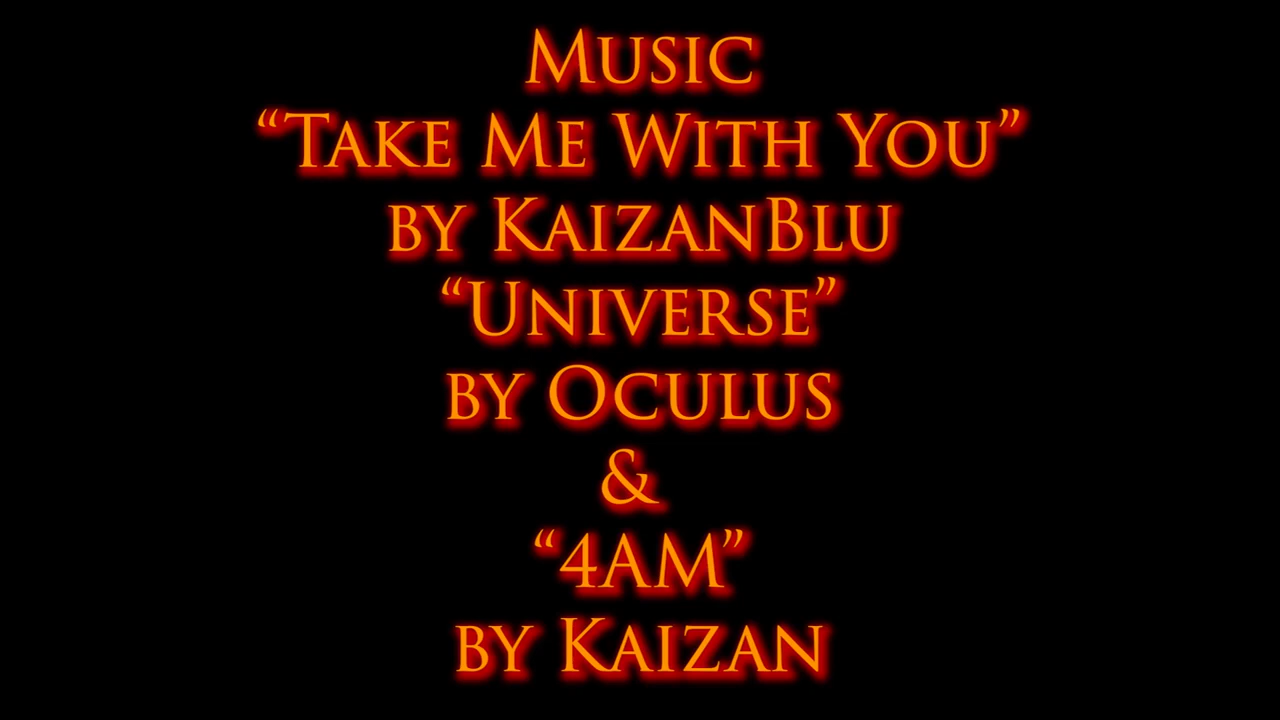 Music
“Take Me With You”
by KaizanBlu
“Universe”
by Oculus
&
“4AM”
by Kaizan